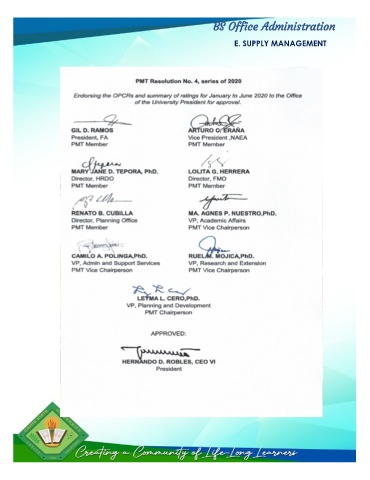 BS Office Administration
E. SUPPLY MANAGEMENT
PMT Resolution No. 4, series of 2020
Endorsing the OPCRs and summary of ratings for January to June 2020 to the Office
of the University President for approval.
GIL D. RAMOS
President, FA
PMT Member
ARTURO O. ERAÑA
Vice President ,NAEA
PMT Member
MARY JANE D. TEPORA, PhD.
Director, HRDO
PMT Member
LOLITA G. HERRERA
Director, FMO
PMT Member
RENATO B. CUBILLA
Director, Planning Office
PMT Member
MA. AGNES P. NUESTRO,PhD.
VP, Academic Affairs
PMT Vice Chairperson
CAMILO A. POLINGA,PhD.
VP, Admin and Support Services
PMT Vice Chairperson
RUEL M. MOJICA,PhD.
VP, Research and Extension
PMT Vice Chairperson
LETMA L. CERO,PhD.
VP, Planning and Development
PMT Chairperson
APPROVED:
HERNANDO D. ROBLES, CEO VI
President
Creating a Community of Life-Long Learners